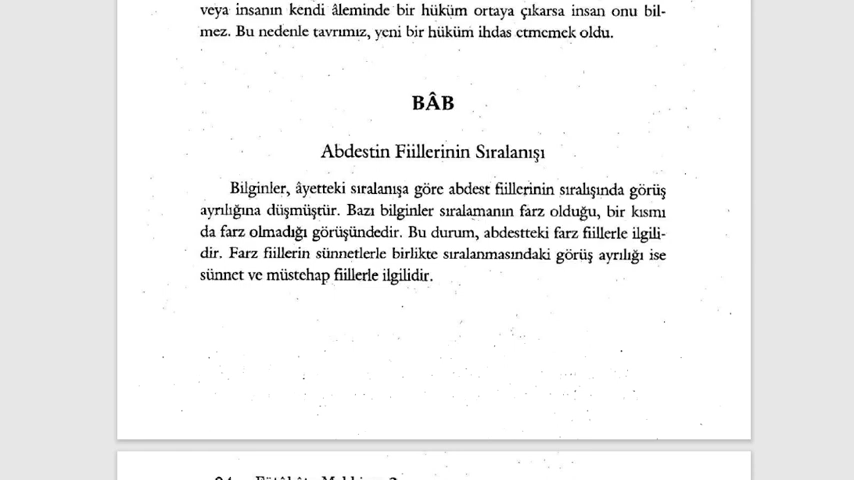 veya insanın kendi âleminde bir hüküm ortaya çıkarsa insan onu bil-
mez. Bu nedenle tavrımız, yeni bir hüküm ihdas etmemek oldu.
BÂB
Abdestin Fiillerinin Sıralanışı
Bilginler, âyetteki sıralanışa göre abdest fiillerinin sıralışında görüş
ayrılığına düşmüştür. Bazı bilginler sıralamanın farz olduğu, bir kısmı
da farz olmadığı görüşündedir. Bu durum, abdestteki farz fiillerle ilgili-
dir. Farz fiillerin sünnetlerle birlikte sıralanmasındaki görüş ayrılığı ise
sünnet ve müstehap fiillerle ilgilidir.